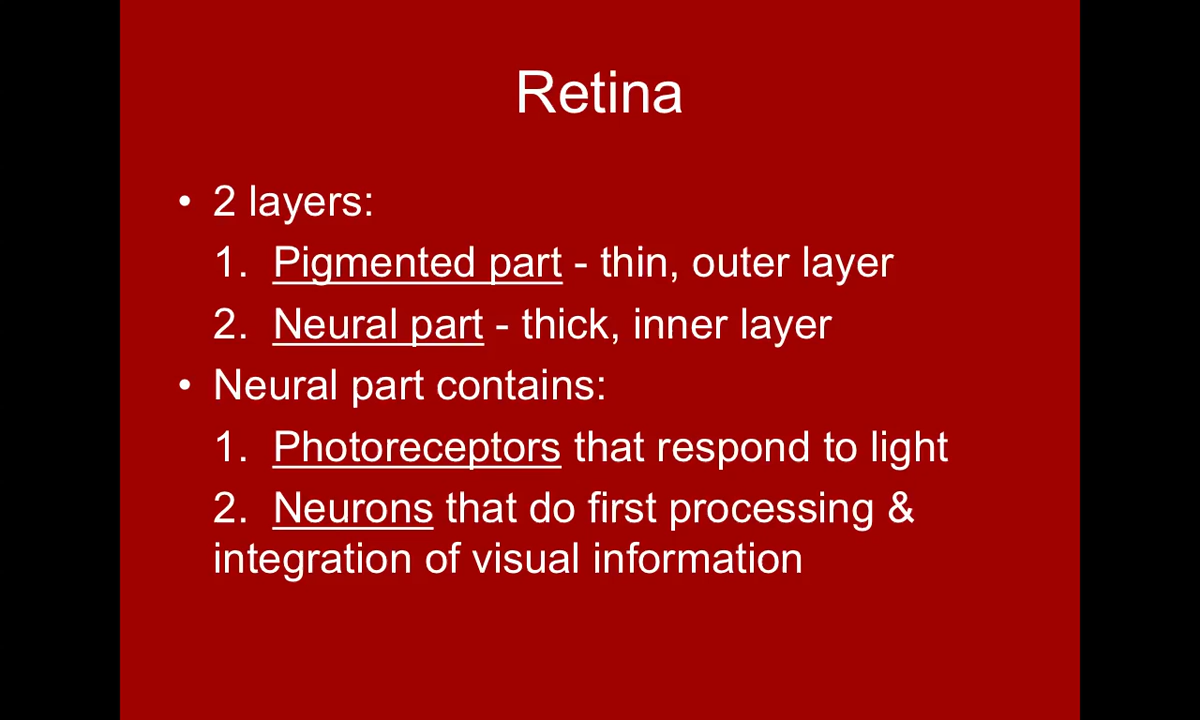 Retina
• 2 layers:
1. Pigmented part - thin, outer layer
2. Neural part - thick, inner layer
• Neural part contains:
1. Photoreceptors that respond to light
2. Neurons that do first processing &
integration of visual information